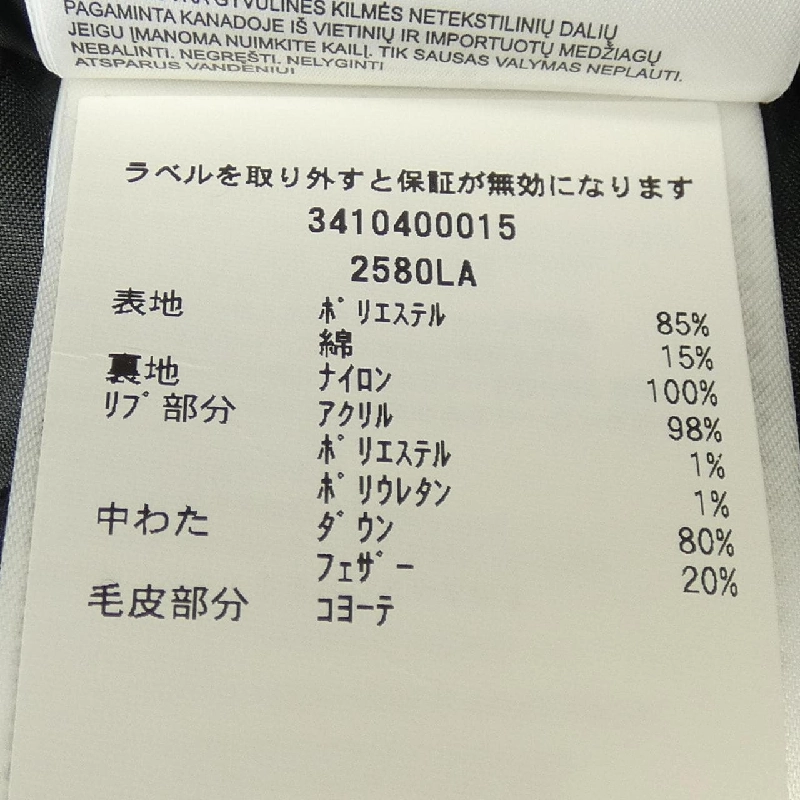 GYVULINĖS KILMĖS NETEKSTILINIŲ DALIŲ
PAGAMINTA KANADOJE IŠ VIETINIŲ IR IMPORTUOTŲ MEDŽIAGŲ
JEIGU ĮMANOMA NUIMKITE KAILĮ. TIK SAUSAS VALYMAS NEPLAUTI.
NEBALINTI. NEGRĘŠTI. NELYGINTI
ATSPARUS VANDENIUI
ラベルを取り外すと保証が無効になります
3410400015
2580LA
表地 ﾎﾟﾘｴｽﾃﾙ 85%
綿 15%
裏地 ﾅｲﾛﾝ 100%
ﾘﾌﾞ部分 ｱｸﾘﾙ 98%
ﾎﾟﾘｴｽﾃﾙ 1%
ﾎﾟﾘｳﾚﾀﾝ 1%
中わた ﾀﾞｳﾝ 80%
ﾌｪｻﾞｰ 20%
毛皮部分 ｺﾖｰﾃ